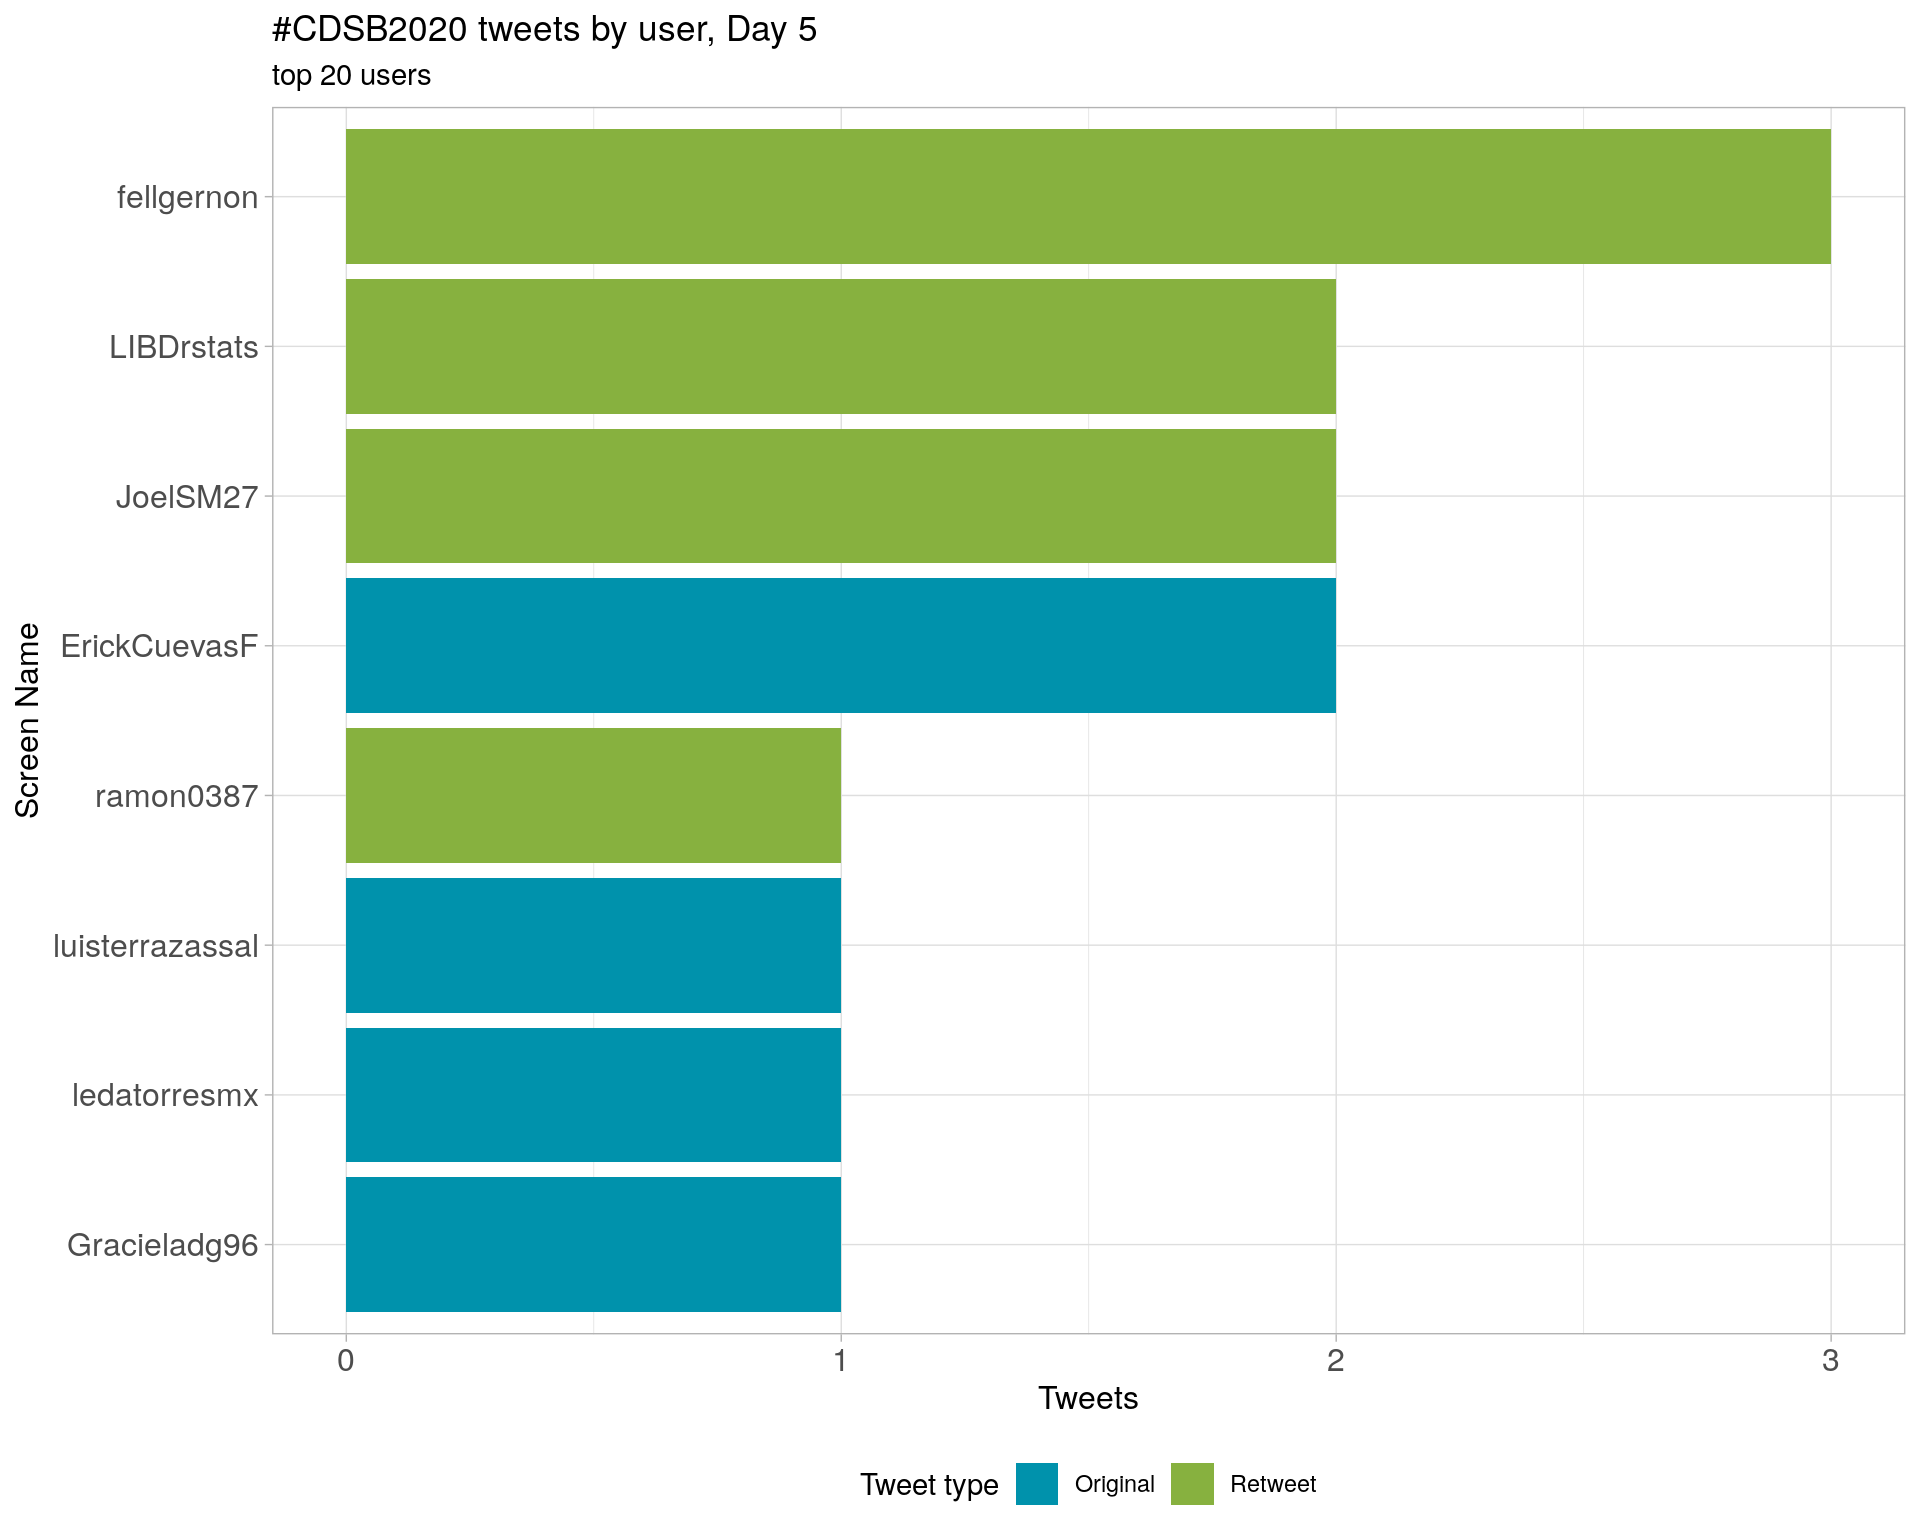 #CDSB2020 tweets by user, Day 5
top 20 users
Screen Name
fellgernon
LIBDrstats
JoelSM27
ErickCuevasF
ramon0387
luisterrazassal
ledatorresmx
Gracieladg96
0 1 2 3
Tweets
Tweet type Original Retweet